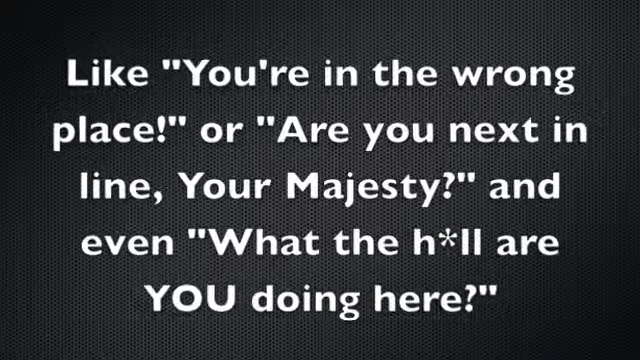 Like "You're in the wrong
place!" or "Are you next in
line, Your Majesty?" and
even "What the h*ll are
YOU doing here?"